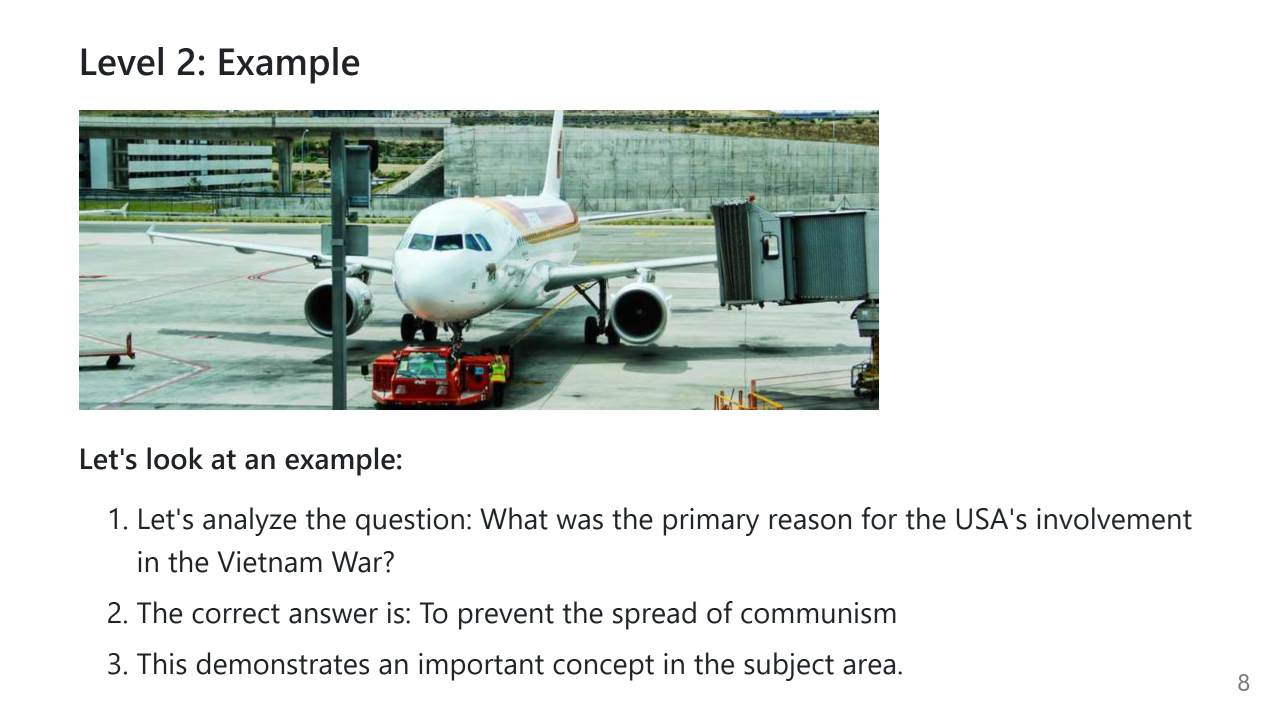 Level 2: Example
Let's look at an example:
1. Let's analyze the question: What was the primary reason for the USA's involvement
in the Vietnam War?
2. The correct answer is: To prevent the spread of communism
3. This demonstrates an important concept in the subject area.
8